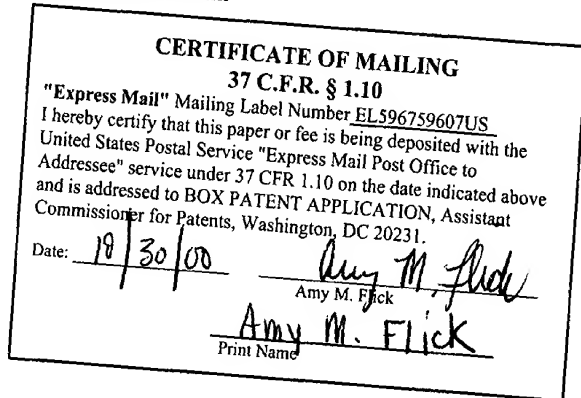 CERTIFICATE OF MAILING
37 C.F.R. § 1.10
"Express Mail" Mailing Label Number EL596759607US
I hereby certify that this paper or fee is being deposited with the
United States Postal Service "Express Mail Post Office to
Addressee" service under 37 CFR 1.10 on the date indicated above
and is addressed to BOX PATENT APPLICATION, Assistant
Commissioner for Patents, Washington, DC 20231.
Date: 10/30/00 Amy M. Flick
Amy M. Flick
Amy M. Flick
Print Name